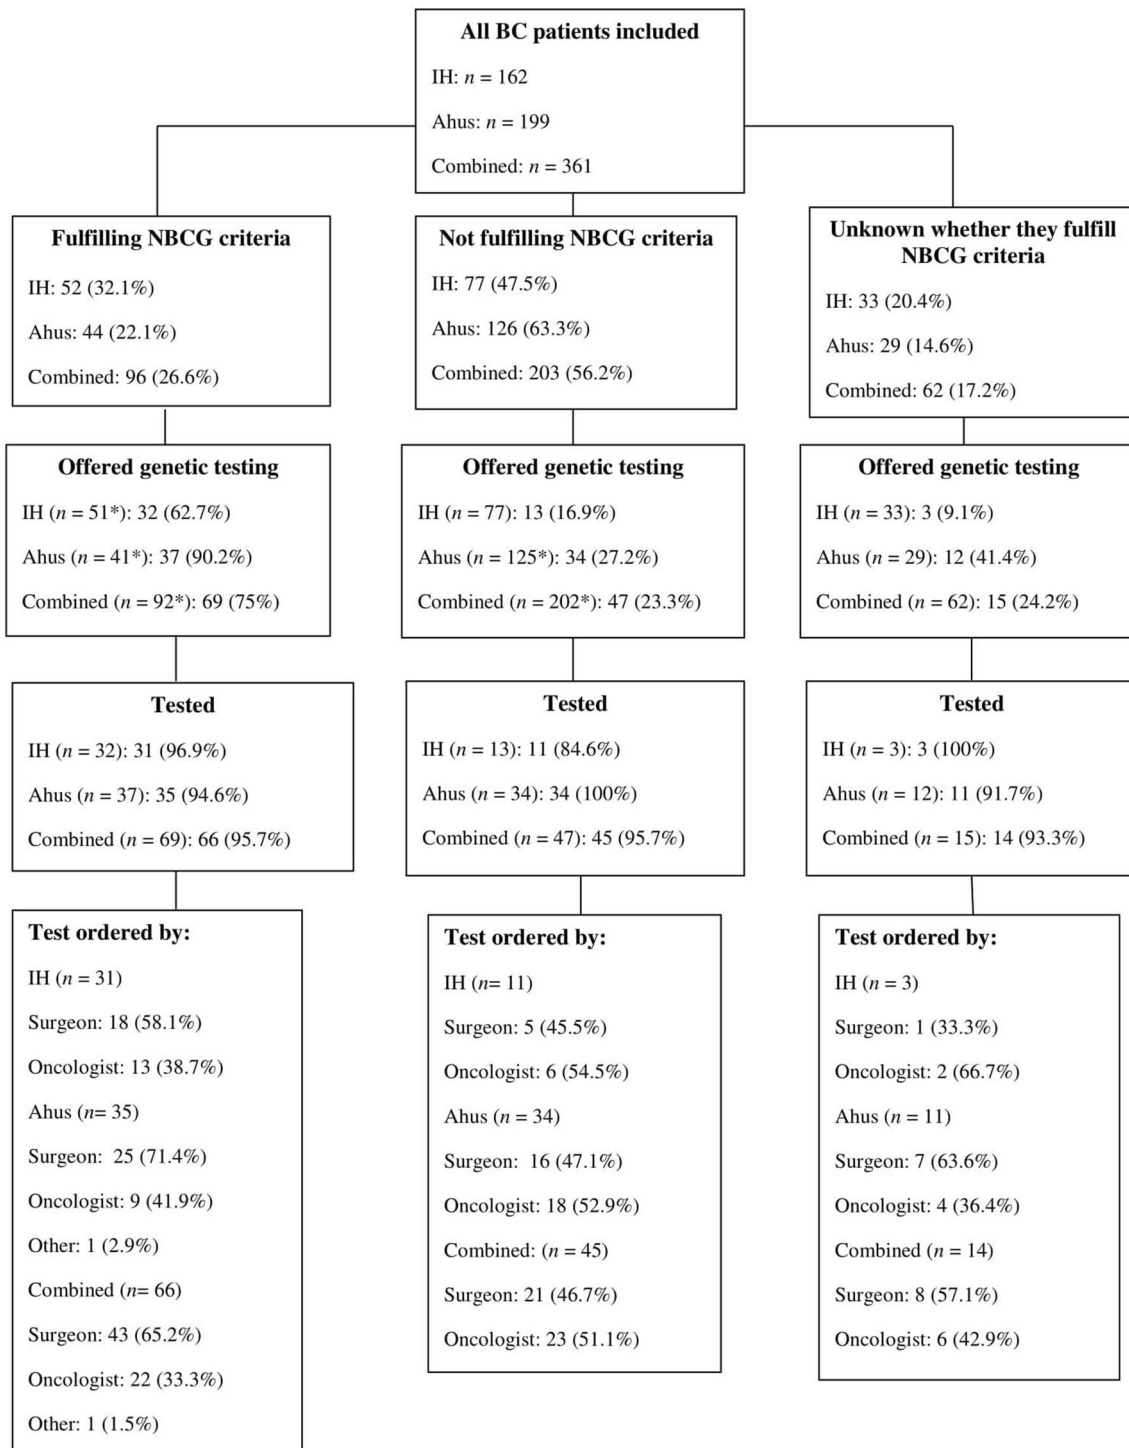 All BC patients included
IH: n = 162
Ahus: n = 199
Combined: n = 361
Fulfilling NBCG criteria
IH: 52 (32.1%)
Ahus: 44 (22.1%)
Combined: 96 (26.6%)
Not fulfilling NBCG criteria
IH: 77 (47.5%)
Ahus: 126 (63.3%)
Combined: 203 (56.2%)
Unknown whether they fulfill
NBCG criteria
IH: 33 (20.4%)
Ahus: 29 (14.6%)
Combined: 62 (17.2%)
Offered genetic testing
IH (n = 51*): 32 (62.7%)
Ahus (n = 41*): 37 (90.2%)
Combined (n = 92*): 69 (75%)
Offered genetic testing
IH (n = 77): 13 (16.9%)
Ahus (n = 125*): 34 (27.2%)
Combined (n = 202*): 47 (23.3%)
Offered genetic testing
IH (n = 33): 3 (9.1%)
Ahus (n = 29): 12 (41.4%)
Combined (n = 62): 15 (24.2%)
Tested
IH (n = 32): 31 (96.9%)
Ahus (n = 37): 35 (94.6%)
Combined (n = 69): 66 (95.7%)
Tested
IH (n = 13): 11 (84.6%)
Ahus (n = 34): 34 (100%)
Combined (n = 47): 45 (95.7%)
Tested
IH (n = 3): 3 (100%)
Ahus (n = 12): 11 (91.7%)
Combined (n = 15): 14 (93.3%)
Test ordered by:
IH (n = 31)
Surgeon: 18 (58.1%)
Oncologist: 13 (38.7%)
Ahus (n= 35)
Surgeon: 25 (71.4%)
Oncologist: 9 (41.9%)
Other: 1 (2.9%)
Combined (n= 66)
Surgeon: 43 (65.2%)
Oncologist: 22 (33.3%)
Other: 1 (1.5%)
Test ordered by:
IH (n= 11)
Surgeon: 5 (45.5%)
Oncologist: 6 (54.5%)
Ahus (n = 34)
Surgeon: 16 (47.1%)
Oncologist: 18 (52.9%)
Combined: (n = 45)
Surgeon: 21 (46.7%)
Oncologist: 23 (51.1%)
Test ordered by:
IH (n = 3)
Surgeon: 1 (33.3%)
Oncologist: 2 (66.7%)
Ahus (n = 11)
Surgeon: 7 (63.6%)
Oncologist: 4 (36.4%)
Combined (n = 14)
Surgeon: 8 (57.1%)
Oncologist: 6 (42.9%)